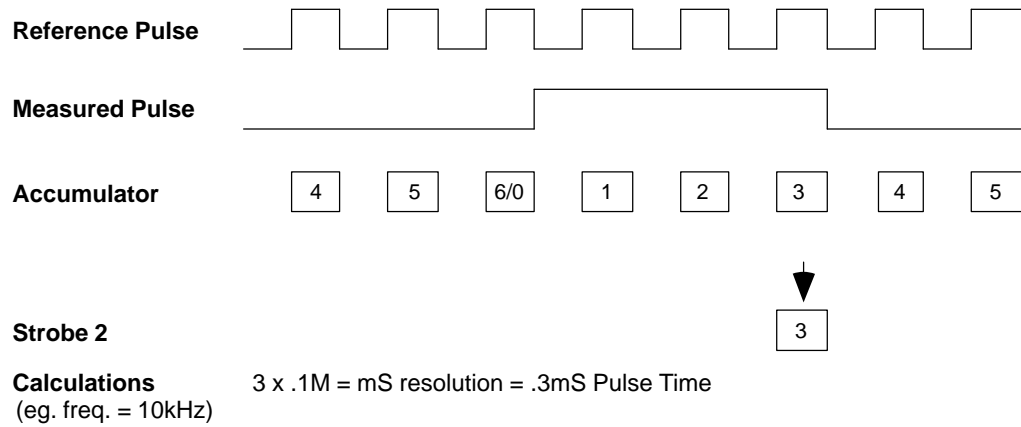 Reference Pulse
Measured Pulse
Accumulator 4 5 6/0 1 2 3 4 5
Strobe 2 3
Calculations 3 x .1M = mS resolution = .3mS Pulse Time
(eg. freq. = 10kHz)